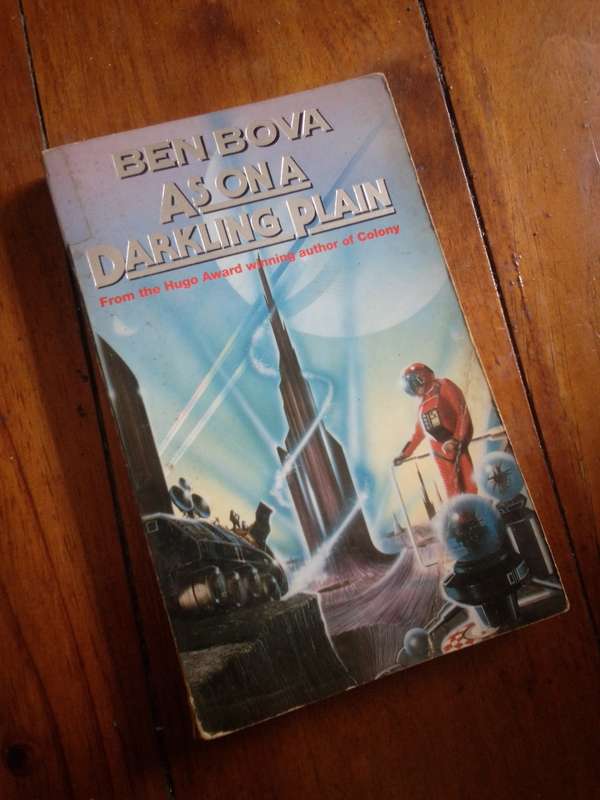 BEN BOVA
AS ON A
DARKLING PLAIN
From the Hugo Award winning author of Colony